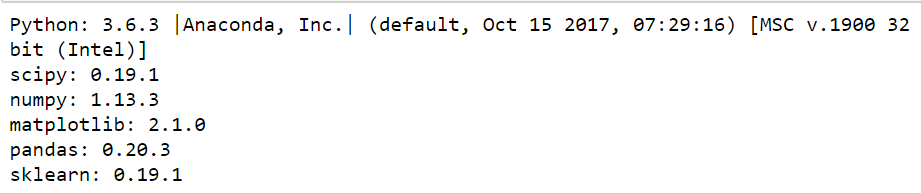 Python: 3.6.3 |Anaconda, Inc.| (default, Oct 15 2017, 07:29:16) [MSC v.1900 32
bit (Intel)]
scipy: 0.19.1
numpy: 1.13.3
matplotlib: 2.1.0
pandas: 0.20.3
sklearn: 0.19.1